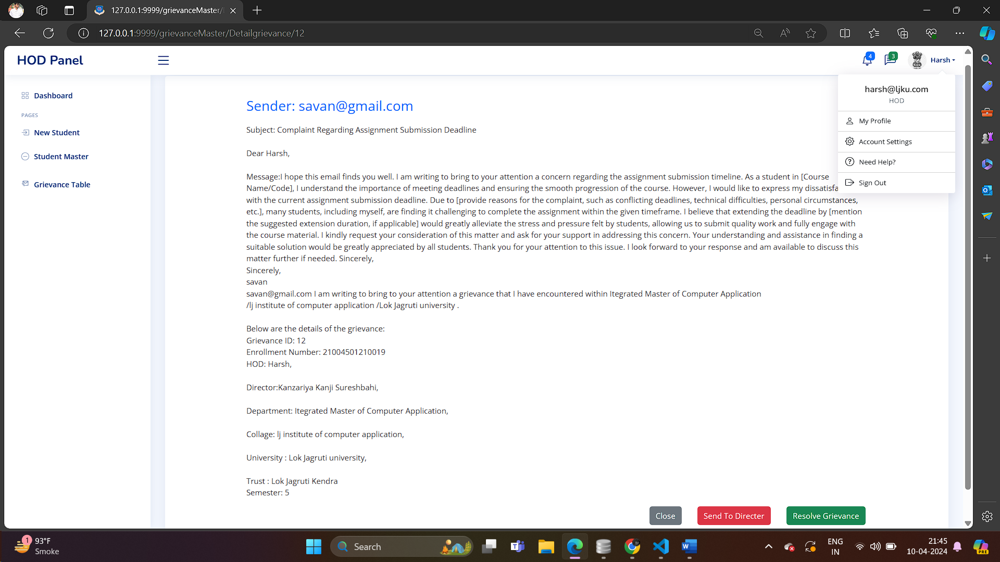 127.0.0.1:9999/grievanceMaster/
127.0.0.1:9999/grievanceMaster/Detailgrievance/12
HOD Panel
4
3
Harsh
harsh@ljku.com
HOD
My Profile
Account Settings
Need Help?
Sign Out
Dashboard
PAGES
New Student
Student Master
Grievance Table
Sender: savan@gmail.com
Subject: Complaint Regarding Assignment Submission Deadline
Dear Harsh,
Message:I hope this email finds you well. I am writing to bring to your attention a concern regarding the assignment submission timeline. As a student in [Course
Name/Code], I understand the importance of meeting deadlines and ensuring the smooth progression of the course. However, I would like to express my dissatisfa
with the current assignment submission deadline. Due to [provide reasons for the complaint, such as conflicting deadlines, technical difficulties, personal circumstances,
etc.], many students, including myself, are finding it challenging to complete the assignment within the given timeframe. I believe that extending the deadline by [mention
the suggested extension duration, if applicable] would greatly alleviate the stress and pressure felt by students, allowing us to submit quality work and fully engage with
the course material. I kindly request your consideration of this matter and ask for your support in addressing this concern. Your understanding and assistance in finding a
suitable solution would be greatly appreciated by all students. Thank you for your attention to this issue. I look forward to your response and am available to discuss this
matter further if needed. Sincerely,
Sincerely,
savan
savan@gmail.com I am writing to bring to your attention a grievance that I have encountered within Itegrated Master of Computer Application
/lj institute of computer application /Lok Jagruti university .
Below are the details of the grievance:
Grievance ID: 12
Enrollment Number: 21004501210019
HOD: Harsh,
Director:Kanzariya Kanji Sureshbahi,
Department: Itegrated Master of Computer Application,
Collage: lj institute of computer application,
University : Lok Jagruti university,
Trust : Lok Jagruti Kendra
Semester: 5
Close
Send To Directer
Resolve Grievance
1
93°F
Smoke
Search
ENG
IN
21:45
10-04-2024
PRE